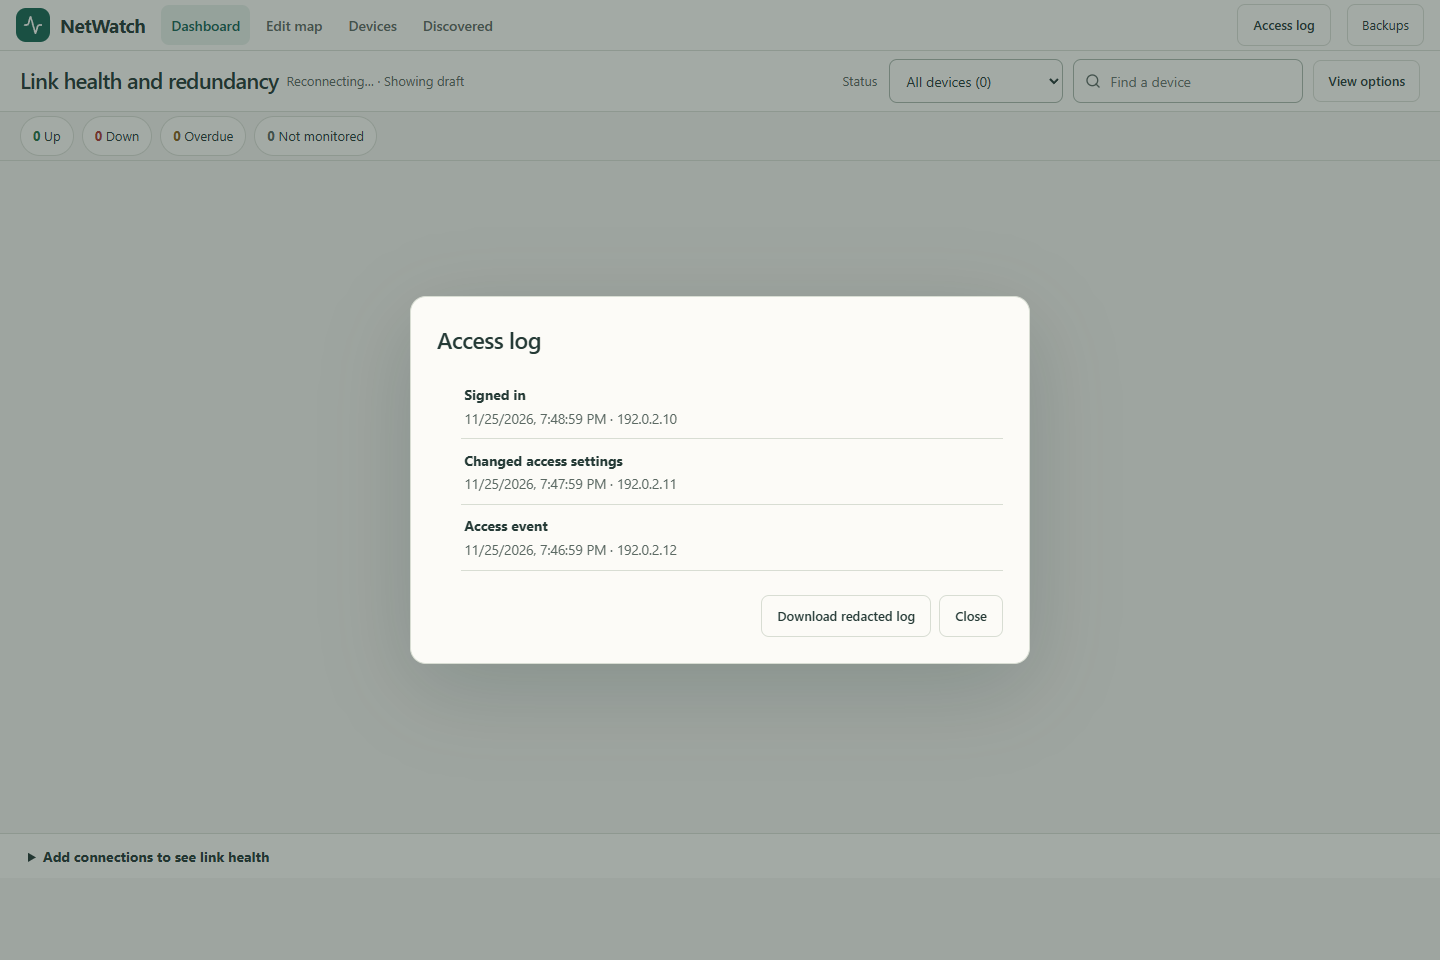 NetWatch Dashboard Edit map Devices Discovered Access log Backups
Link health and redundancy Reconnecting... · Showing draft Status All devices (0) Find a device View options
0 Up 0 Down 0 Overdue 0 Not monitored
Access log
Signed in
11/25/2026, 7:48:59 PM · 192.0.2.10
Changed access settings
11/25/2026, 7:47:59 PM · 192.0.2.11
Access event
11/25/2026, 7:46:59 PM · 192.0.2.12
Download redacted log Close
Add connections to see link health